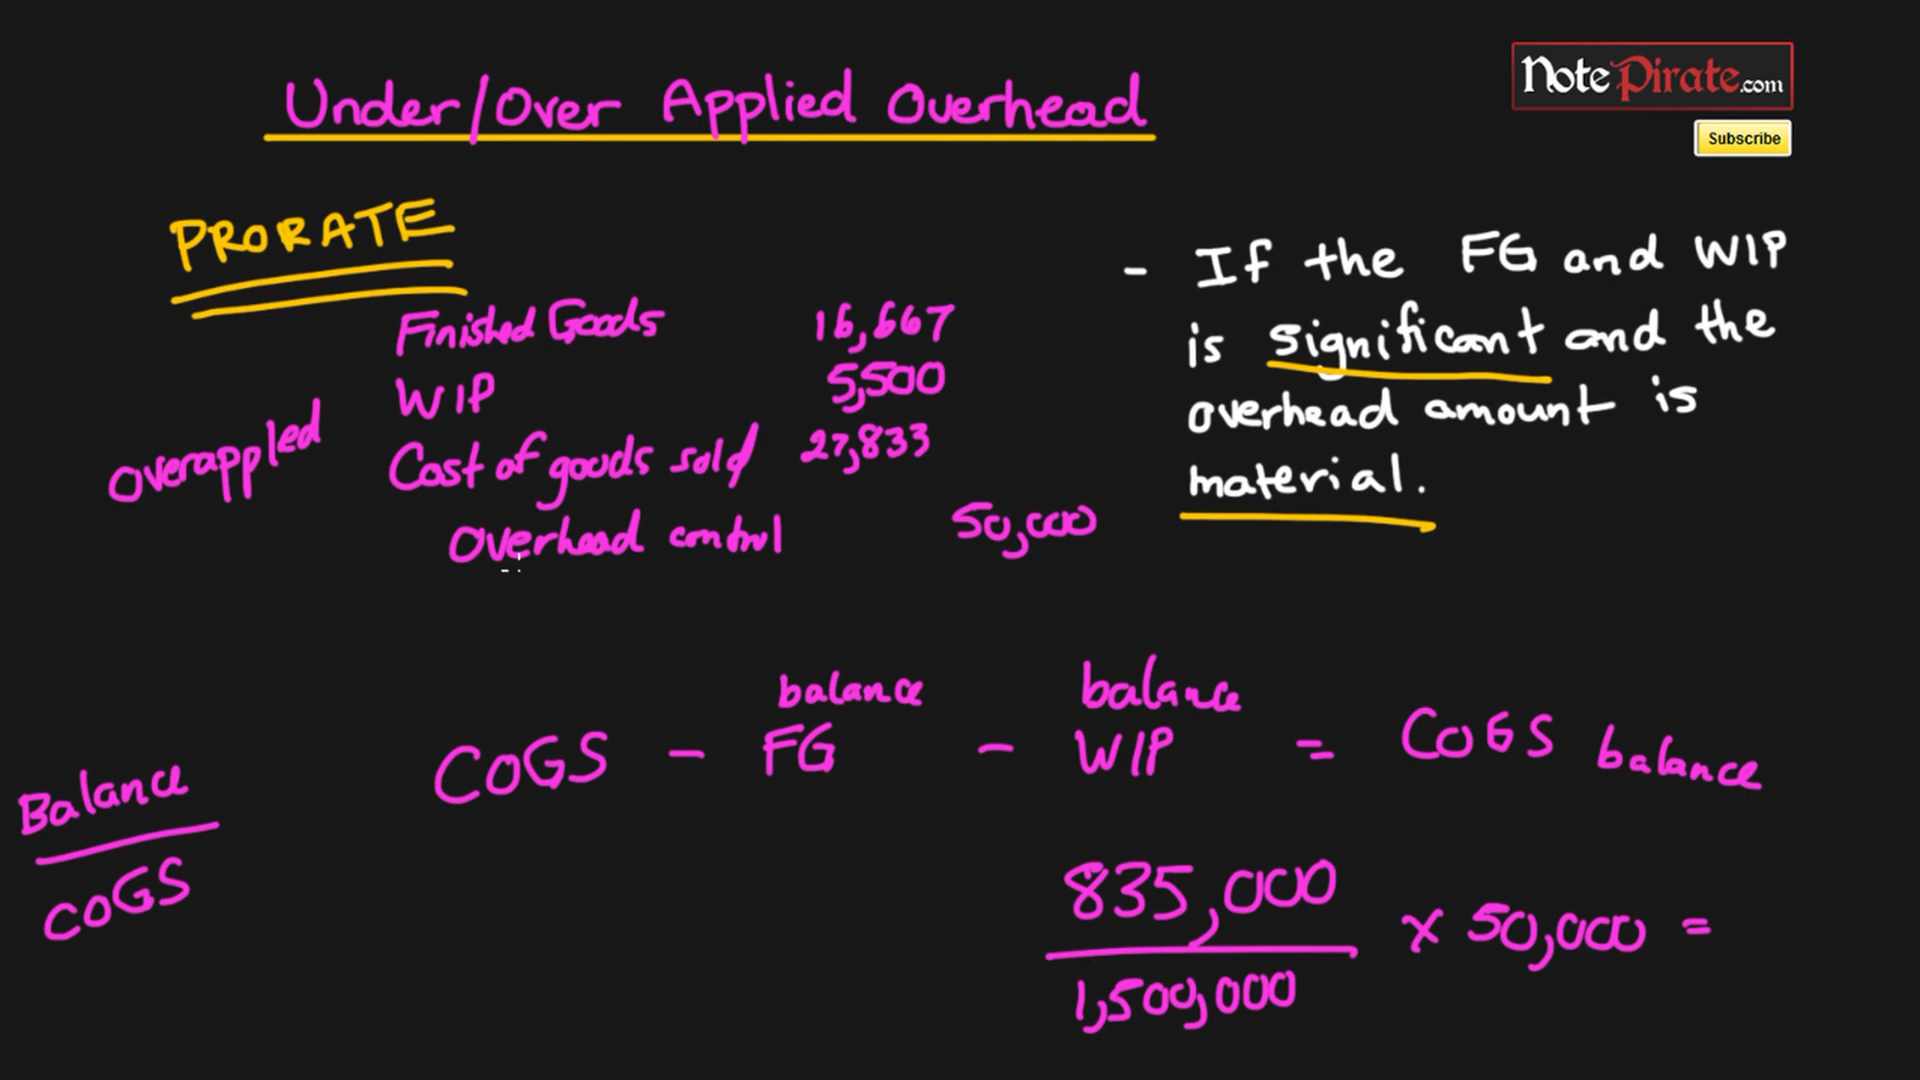 Under/Over Applied Overhead
NotePirate.com
Subscribe
PRORATE
Finished Goods 16,667
WIP 5,500
overappled
Cost of goods sold 27,833
Overhead control 50,000
- If the FG and WIP
is significant and the
overhead amount is
material.
balance balance
COGS - FG - WIP = COGS balance
Balance
COGS
835,000
1,500,000
x 50,000 =